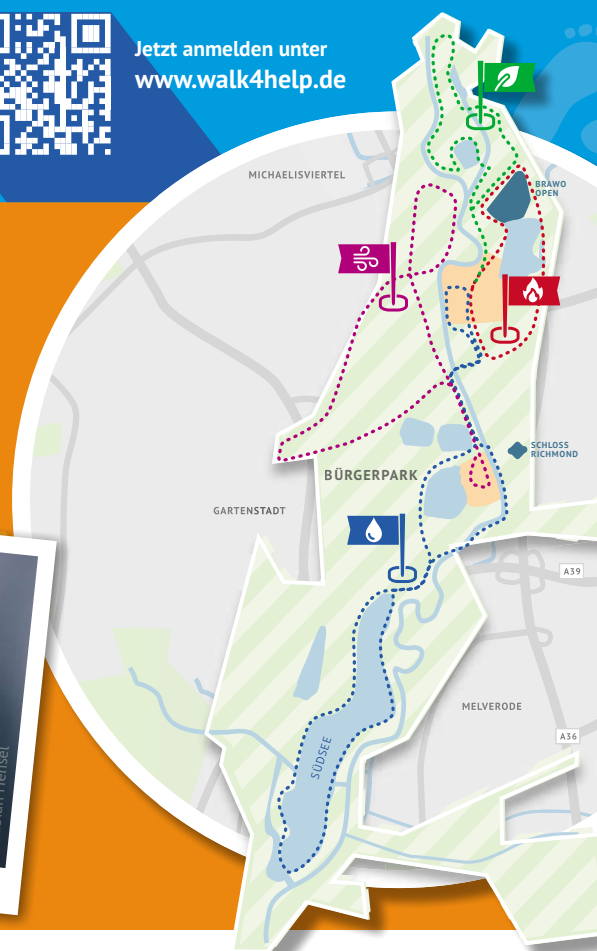 Jetzt anmelden unter
www.walk4help.de
MICHAELISVIERTEL
BRAWO
OPEN
SCHLOSS
RICHMOND
BÜRGERPARK
GARTENSTADT
A39
MELVERODE
A36
SÜDSEE